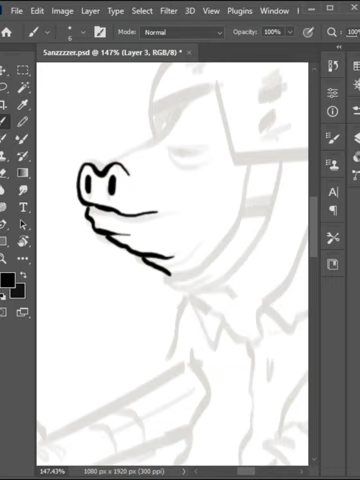 File Edit Image Layer Type Select Filter 3D View Plugins Window
Mode: Normal Opacity: 100%
6
Sanzzzzer.psd @ 147% (Layer 3, RGB/8) *
147.43% 1080 px x 1920 px (300 ppi)